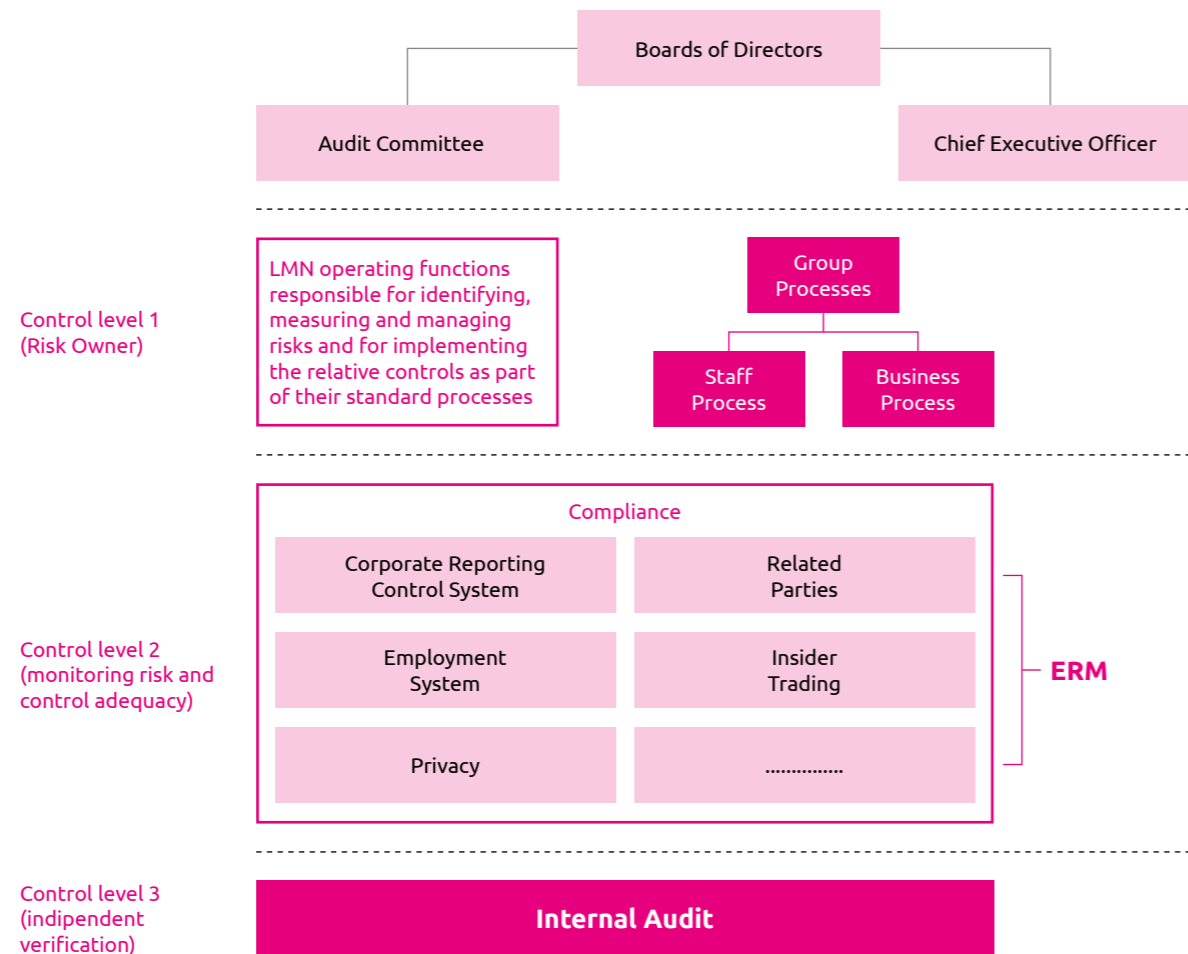 Boards of Directors
Audit Committee
Chief Executive Officer
Control level 1
(Risk Owner)
LMN operating functions
responsible for identifying,
measuring and managing
risks and for implementing
the relative controls as part
of their standard processes
Group
Processes
Staff
Process
Business
Process
Control level 2
(monitoring risk and
control adequacy)
Compliance
Corporate Reporting
Control System
Related
Parties
Employment
System
Insider
Trading
Privacy
...............
ERM
Control level 3
(indipendent
verification)
Internal Audit